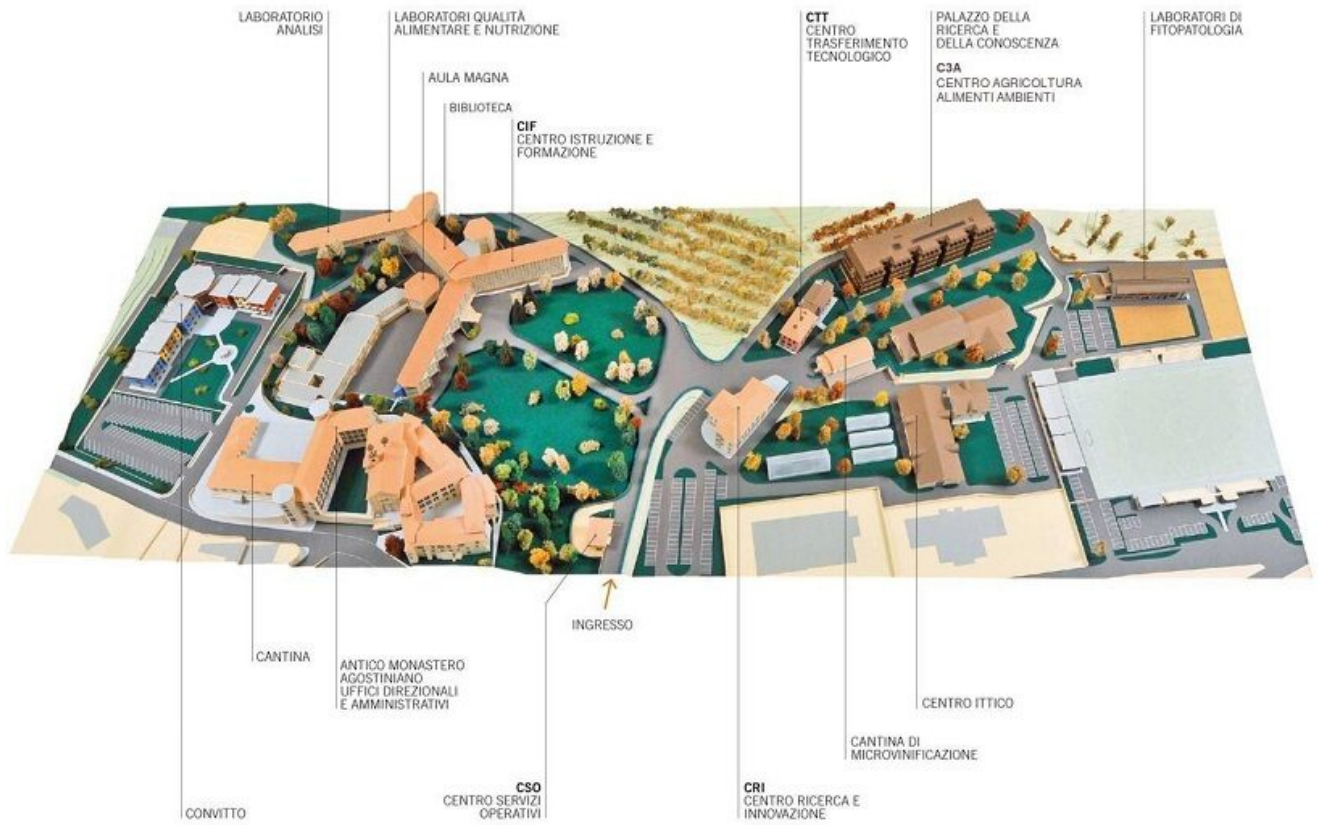 LABORATORIO
ANALISI
LABORATORI QUALITÀ
ALIMENTARE E NUTRIZIONE
AULA MAGNA
BIBLIOTECA
CIF
CENTRO ISTRUZIONE E
FORMAZIONE
CTT
CENTRO
TRASFERIMENTO
TECNOLOGICO
PALAZZO DELLA
RICERCA E
DELLA CONOSCENZA
C3A
CENTRO AGRICOLTURA
ALIMENTI AMBIENTI
LABORATORI DI
FITOPATOLOGIA
INGRESSO
CANTINA
ANTICO MONASTERO
AGOSTINIANO
UFFICI DIREZIONALI
E AMMINISTRATIVI
CENTRO ITTICO
CANTINA DI
MICROVINIFICAZIONE
CONVITTO
CSO
CENTRO SERVIZI
OPERATIVI
CRI
CENTRO RICERCA E
INNOVAZIONE